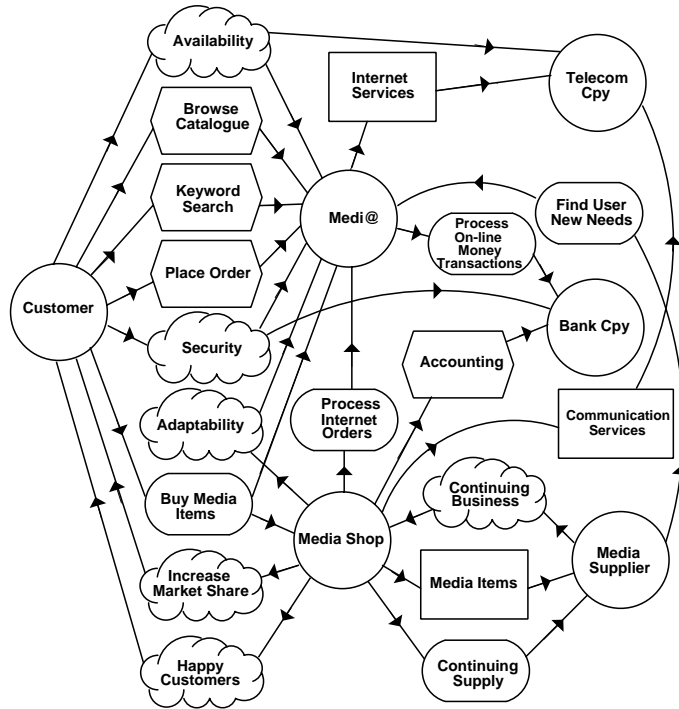 Availability
Internet
Services
Telecom
Cpy
Browse
Catalogue
Keyword
Search
Medi@
Find User
New Needs
Process
On-line
Money
Transactions
Place Order
Customer
Security
Bank Cpy
Accounting
Adaptability
Process
Internet
Orders
Communication
Services
Buy Media
Items
Continuing
Business
Media Shop
Media
Supplier
Increase
Market Share
Media Items
Happy
Customers
Continuing
Supply